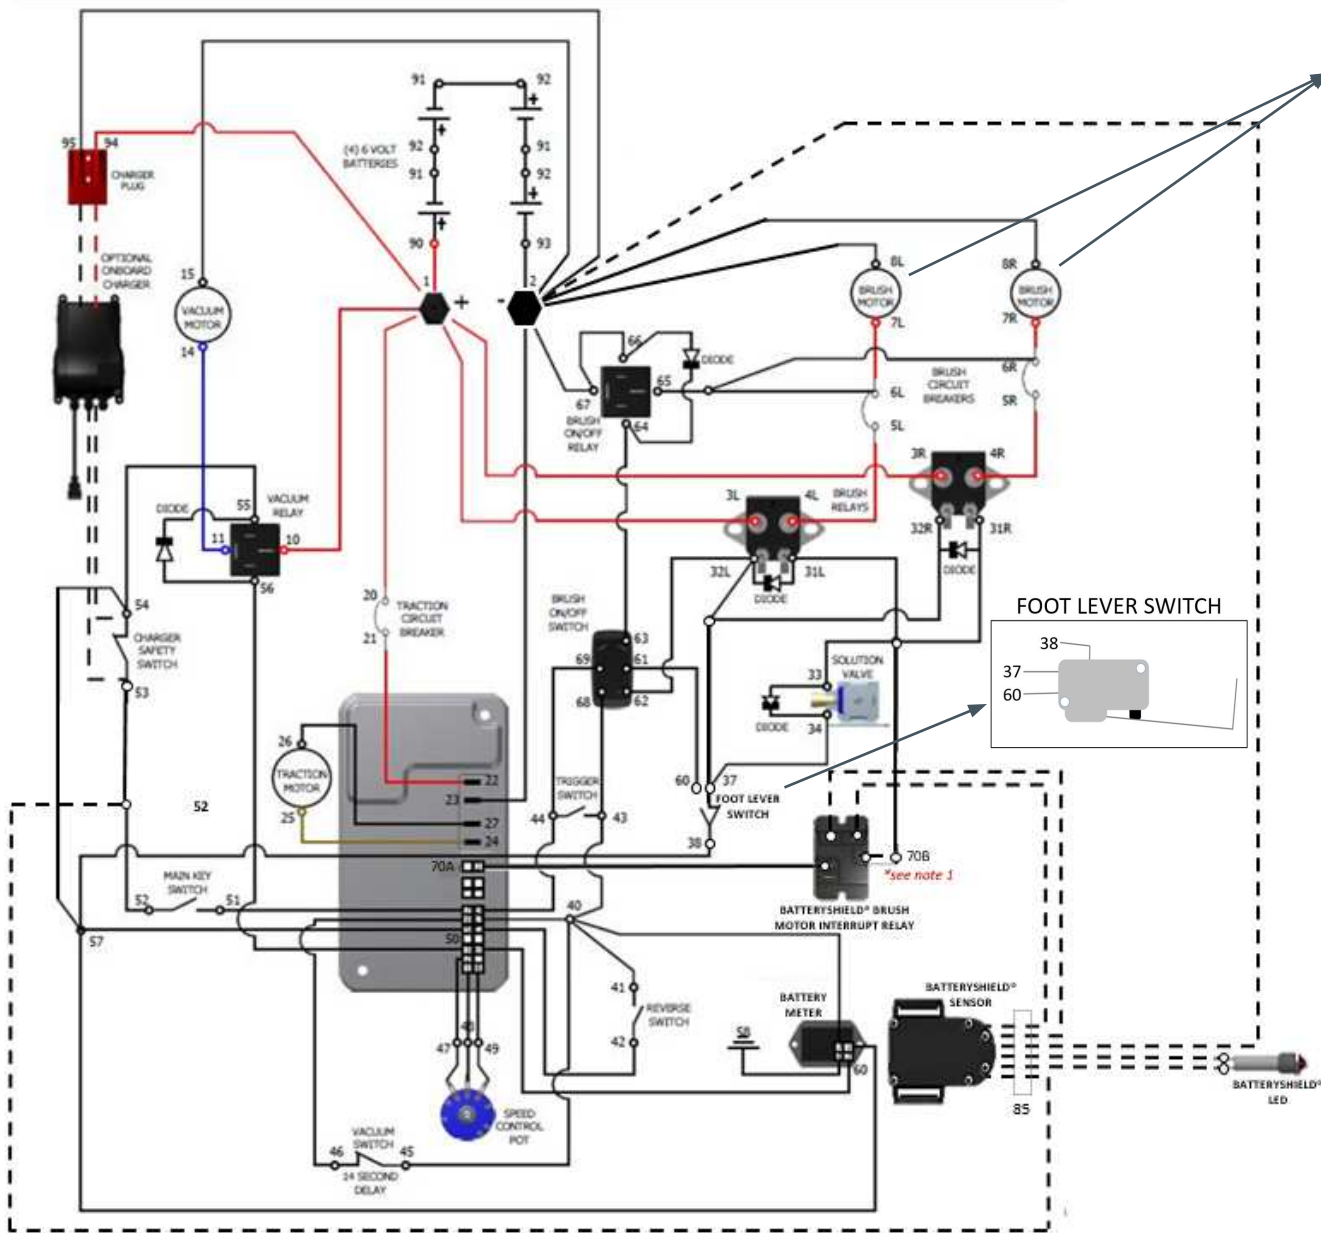 91
92
95
94
(4) 6 VOLT
BATTERSES
92
91
91
92
CHARGER
PLUG
90
93
8L
8R
OPTIONAL
ONBOARD
CHARGER
15
1
+
-
2
BRUSH
MOTOR
BRUSH
MOTOR
VACUUM
MOTOR
7L
7R
14
66
DIODE
6R
BRUSH
CIRCUIT
BREAKERS
67
65
6L
5R
BRUSH
ON/OFF
RELAY
64
5L
3R
4R
DIODE
55
VACUUM
RELAY
3L
4L
BRUSH
RELAYS
11
10
32R
31R
DIODE
56
32L
31L
DIODE
54
20
TRACTION
CIRCUIT
BREAKER
21
BRUSH
ON/OFF
SWITCH
63
FOOT LEVER SWITCH
CHARGER
SAFETY
SWITCH
53
69
61
68
62
33
SOLUTION
VALVE
DIODE
34
38
37
60
26
TRACTION
MOTOR
25
22
23
27
24
TRIGGER
SWITCH
44
43
60
37
FOOT LEVER
SWITCH
38
52
70A
70B
*see note 1
MAIN KEY
SWITCH
52
51
40
BATTERYSHIELD® BRUSH
MOTOR INTERRUPT RELAY
57
50
41
REVERSE
SWITCH
42
BATTERY
METER
BATTERYSHIELD®
SENSOR
48
47
49
58
60
SPEED
CONTROL
POT
85
BATTERYSHIELD®
LED
VACUUM
SWITCH
46
45
14 SECOND
DELAY